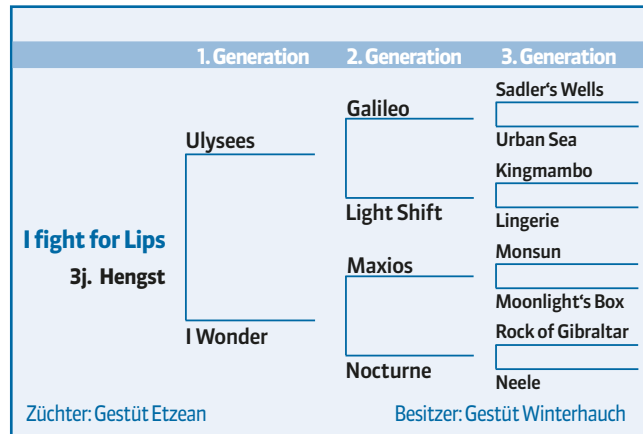 1. Generation 2. Generation 3. Generation
Sadler's Wells
Galileo
Urban Sea
Ulysees
Kingmambo
Light Shift
Lingerie
I fight for Lips
3j. Hengst
Monsun
Maxios
Moonlight's Box
I Wonder
Rock of Gibraltar
Nocturne
Neele
Züchter: Gestüt Etzean Besitzer: Gestüt Winterhauch